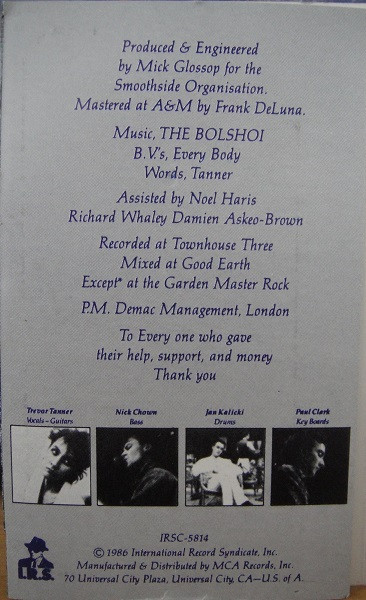 Produced & Engineered
by Mick Glossop for the
Smoothside Organisation.
Mastered at A&M by Frank DeLuna.
Music, THE BOLSHOI
B.V.'s, Every Body
Words, Tanner
Assisted by Noel Haris
Richard Whaley Damien Askeo-Brown
Recorded at Townhouse Three
Mixed at Good Earth
Except* at the Garden Master Rock
P.M. Demac Management, London
To Every one who gave
their help, support, and money
Thank you
Trevor Tanner
Vocals-Guitars
Nick Chown
Bass
Jan Kalicki
Drums
Paul Clark
Key Boards
I.R.S.
IRSC-5814
© 1986 International Record Syndicate, Inc.
Manufactured & Distributed by MCA Records, Inc.
70 Universal City Plaza, Universal City, CA-U.S. of A.